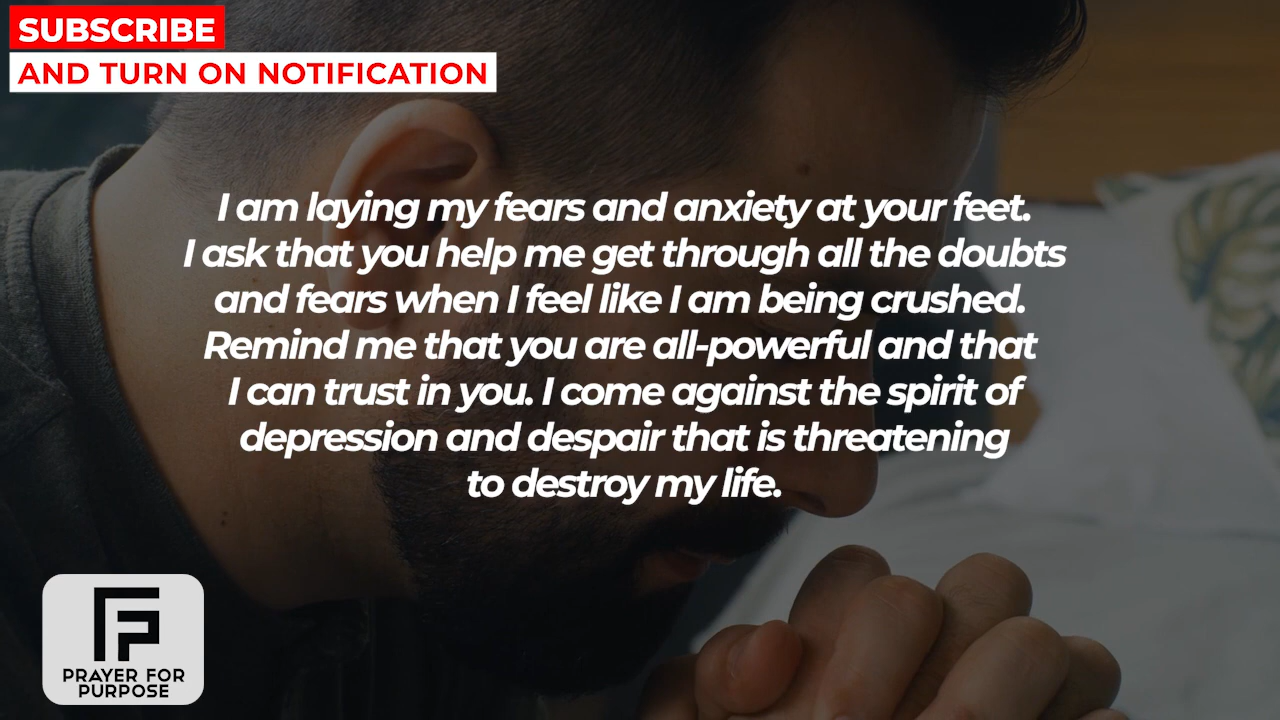 SUBSCRIBE
AND TURN ON NOTIFICATION
I am laying my fears and anxiety at your feet.
I ask that you help me get through all the doubts
and fears when I feel like I am being crushed.
Remind me that you are all-powerful and that
I can trust in you. I come against the spirit of
depression and despair that is threatening
to destroy my life.
PRAYER FOR
PURPOSE